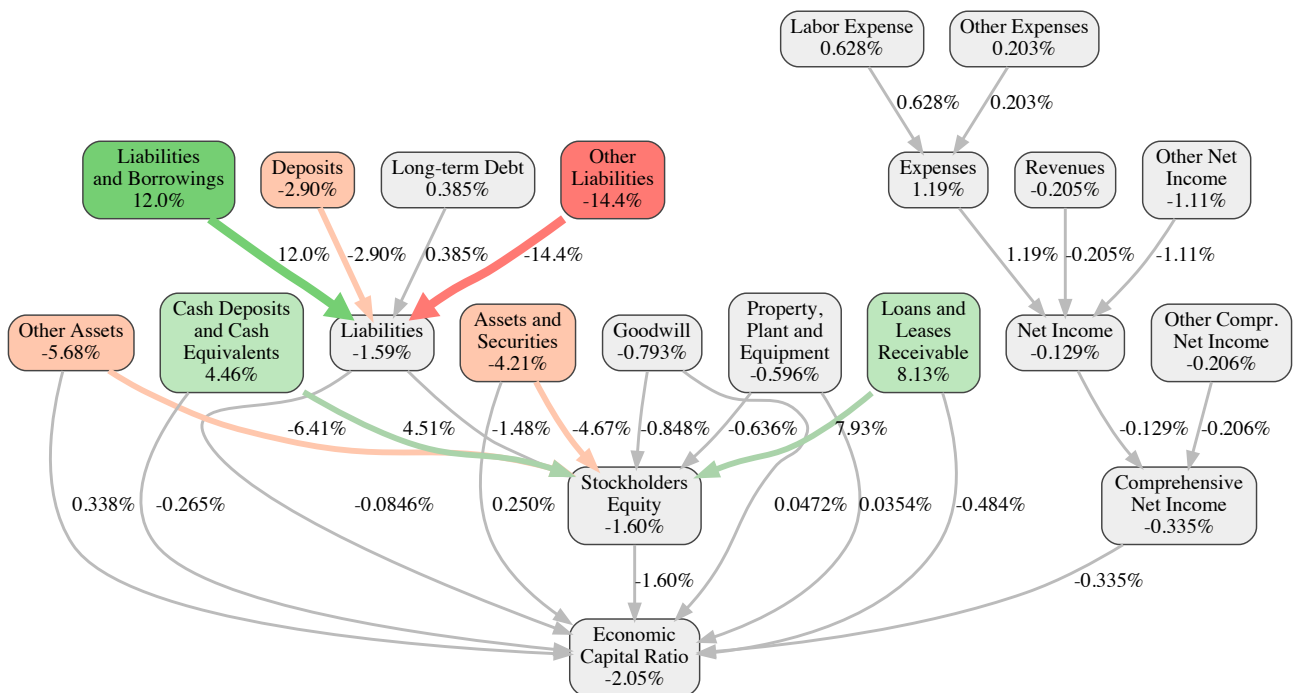 Labor Expense
0.628%
Other Expenses
0.203%
0.628%
0.203%
Liabilities
and Borrowings
12.0%
Deposits
-2.90%
Long-term Debt
0.385%
Other
Liabilities
-14.4%
Expenses
1.19%
Revenues
-0.205%
Other Net
Income
-1.11%
12.0%
-2.90%
0.385%
-14.4%
1.19%
-0.205%
-1.11%
Other Assets
-5.68%
Cash Deposits
and Cash
Equivalents
4.46%
Liabilities
-1.59%
Assets and
Securities
-4.21%
Goodwill
-0.793%
Property,
Plant and
Equipment
-0.596%
Loans and
Leases
Receivable
8.13%
Net Income
-0.129%
Other Compr.
Net Income
-0.206%
-6.41%
4.51%
-1.48%
-4.67%
-0.848%
-0.636%
7.93%
-0.129%
-0.206%
0.338%
-0.265%
-0.0846%
0.250%
Stockholders
Equity
-1.60%
0.0472%
0.0354%
-0.484%
Comprehensive
Net Income
-0.335%
-1.60%
-0.335%
Economic
Capital Ratio
-2.05%